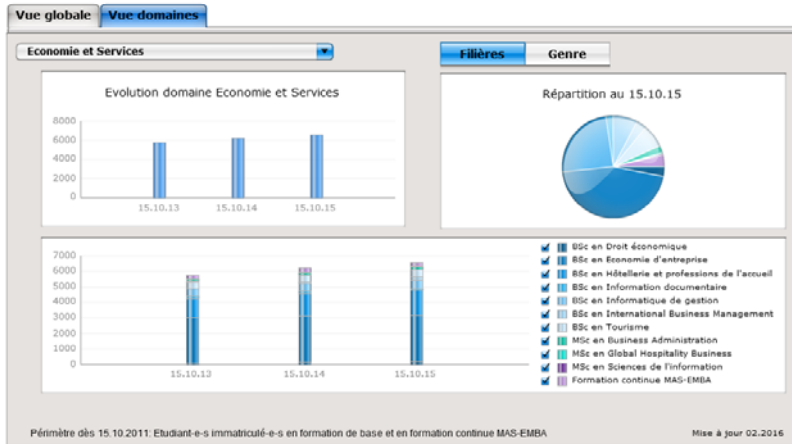 Vue globale Vue domaines
Economie et Services
Filières Genre
Evolution domaine Economie et Services
8000
6000
4000
2000
0
15.10.13 15.10.14 15.10.15
Répartition au 15.10.15
7000
6000
5000
4000
3000
2000
1000
0
15.10.13 15.10.14 15.10.15
BSc en Droit économique
BSc en Economie d'entreprise
BSc en Hôtellerie et professions de l'accueil
BSc en Information documentaire
BSc en Informatique de gestion
BSc en International Business Management
BSc en Tourisme
MSc en Business Administration
MSc en Global Hospitality Business
MSc en Sciences de l'information
Formation continue MAS-EMBA
Périmètre dès 15.10.2011: Etudiant-e-s immatriculé-e-s en formation de base et en formation continue MAS-EMBA
Mise à jour 02.2016